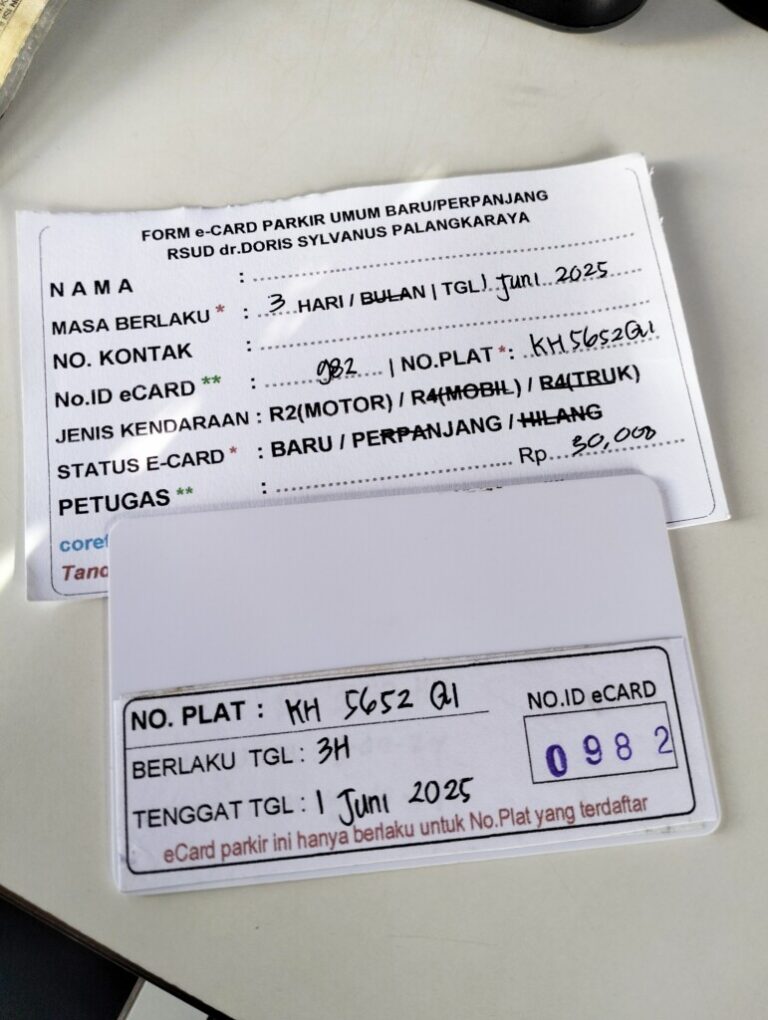 FORM e-CARD PARKIR UMUM BARU/PERPANJANG
RSUD dr.DORIS SYLVANUS PALANGKARAYA
NAMA :
MASA BERLAKU * : 3 HARI / BULAN | TGL 1 Juni 2025
NO. KONTAK :
No.ID eCARD ** : 982 | NO.PLAT * : KH 5652 QI
JENIS KENDARAAN : R2(MOTOR) / R4(MOBIL) / R4(TRUK)
STATUS E-CARD * : BARU / PERPANJANG / HILANG
PETUGAS ** : Rp 30,000
NO. PLAT : KH 5652 QI
NO.ID eCARD
BERLAKU TGL : 3H
0982
TENGGAT TGL : 1 Juni 2025
eCard parkir ini hanya berlaku untuk No.Plat yang terdaftar